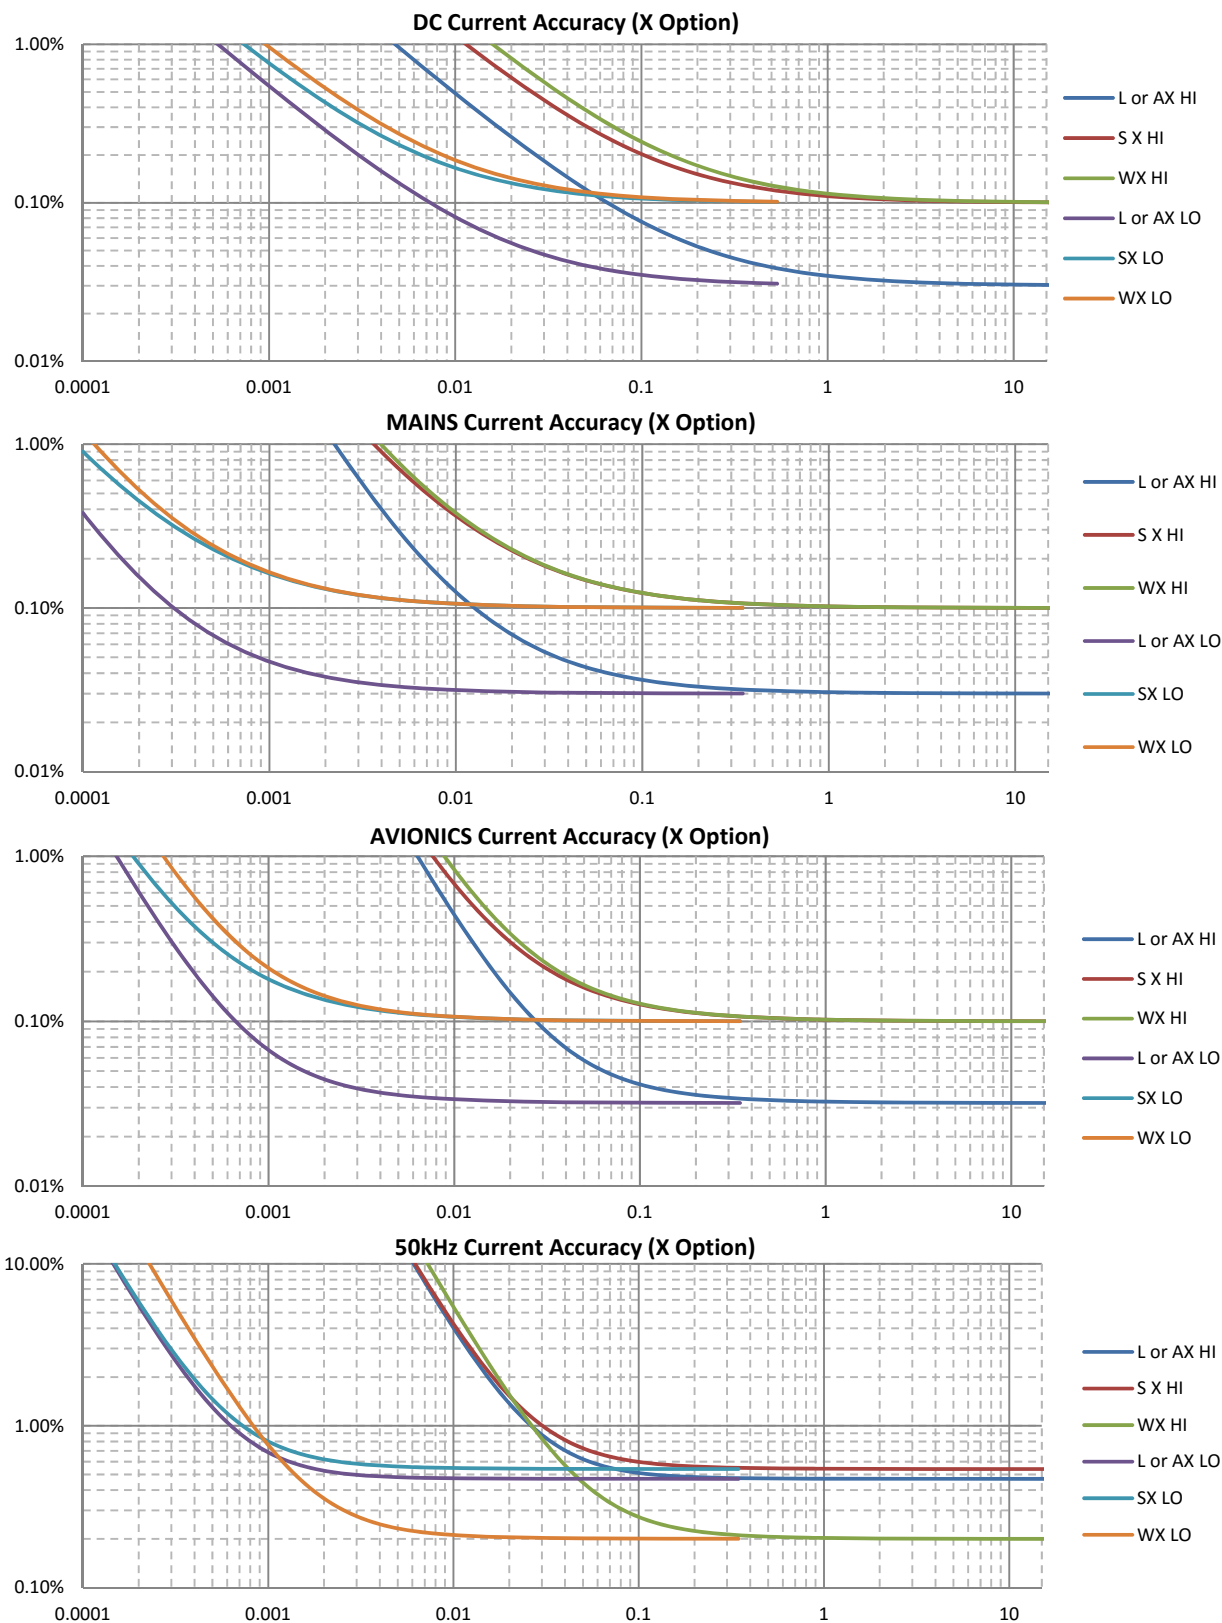 DC Current Accuracy (X Option)
1.00%
0.10%
0.01%
0.0001 0.001 0.01 0.1 1 10
L or AX HI
S X HI
WX HI
L or AX LO
SX LO
WX LO
MAINS Current Accuracy (X Option)
1.00%
0.10%
0.01%
0.0001 0.001 0.01 0.1 1 10
L or AX HI
S X HI
WX HI
L or AX LO
SX LO
WX LO
AVIONICS Current Accuracy (X Option)
1.00%
0.10%
0.01%
0.0001 0.001 0.01 0.1 1 10
L or AX HI
S X HI
WX HI
L or AX LO
SX LO
WX LO
50kHz Current Accuracy (X Option)
10.00%
1.00%
0.10%
0.0001 0.001 0.01 0.1 1 10
L or AX HI
S X HI
WX HI
L or AX LO
SX LO
WX LO